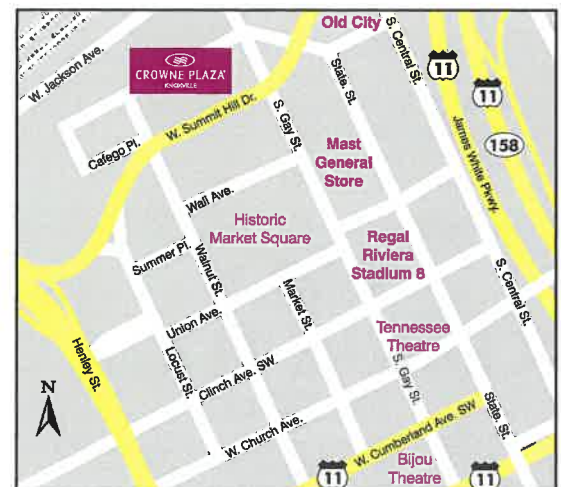 Old City
S. Central St.
W. Jackson Ave.
CROWNE PLAZA
KNOXVILLE
11
State. St.
11
W. Summit Hill Dr.
S. Gay St.
Cafego Pl.
Mast
General
Store
158
James White Pkwy.
Wall Ave.
Historic
Market Square
Regal
Riviera
Stadium 8
Summer Pl.
Walnut St.
Market St.
S. Central St.
Union Ave.
Tennessee
Theatre
Henley St.
Locust St.
Clinch Ave. SW
S. Gay St.
N
State. St.
W. Church Ave.
W. Cumberland Ave. SW
Bijou
Theatre
11
11